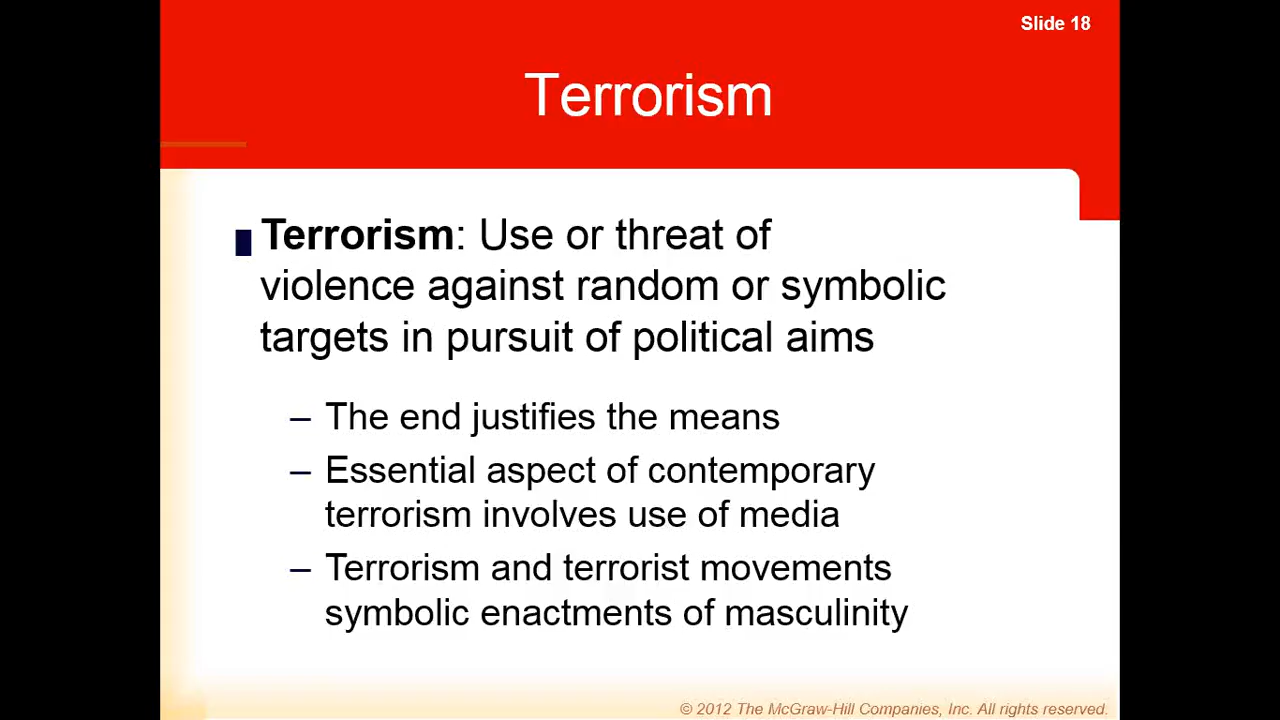 Slide 18
Terrorism
Terrorism: Use or threat of
violence against random or symbolic
targets in pursuit of political aims
– The end justifies the means
– Essential aspect of contemporary
terrorism involves use of media
– Terrorism and terrorist movements
symbolic enactments of masculinity
© 2012 The McGraw-Hill Companies, Inc. All rights reserved.